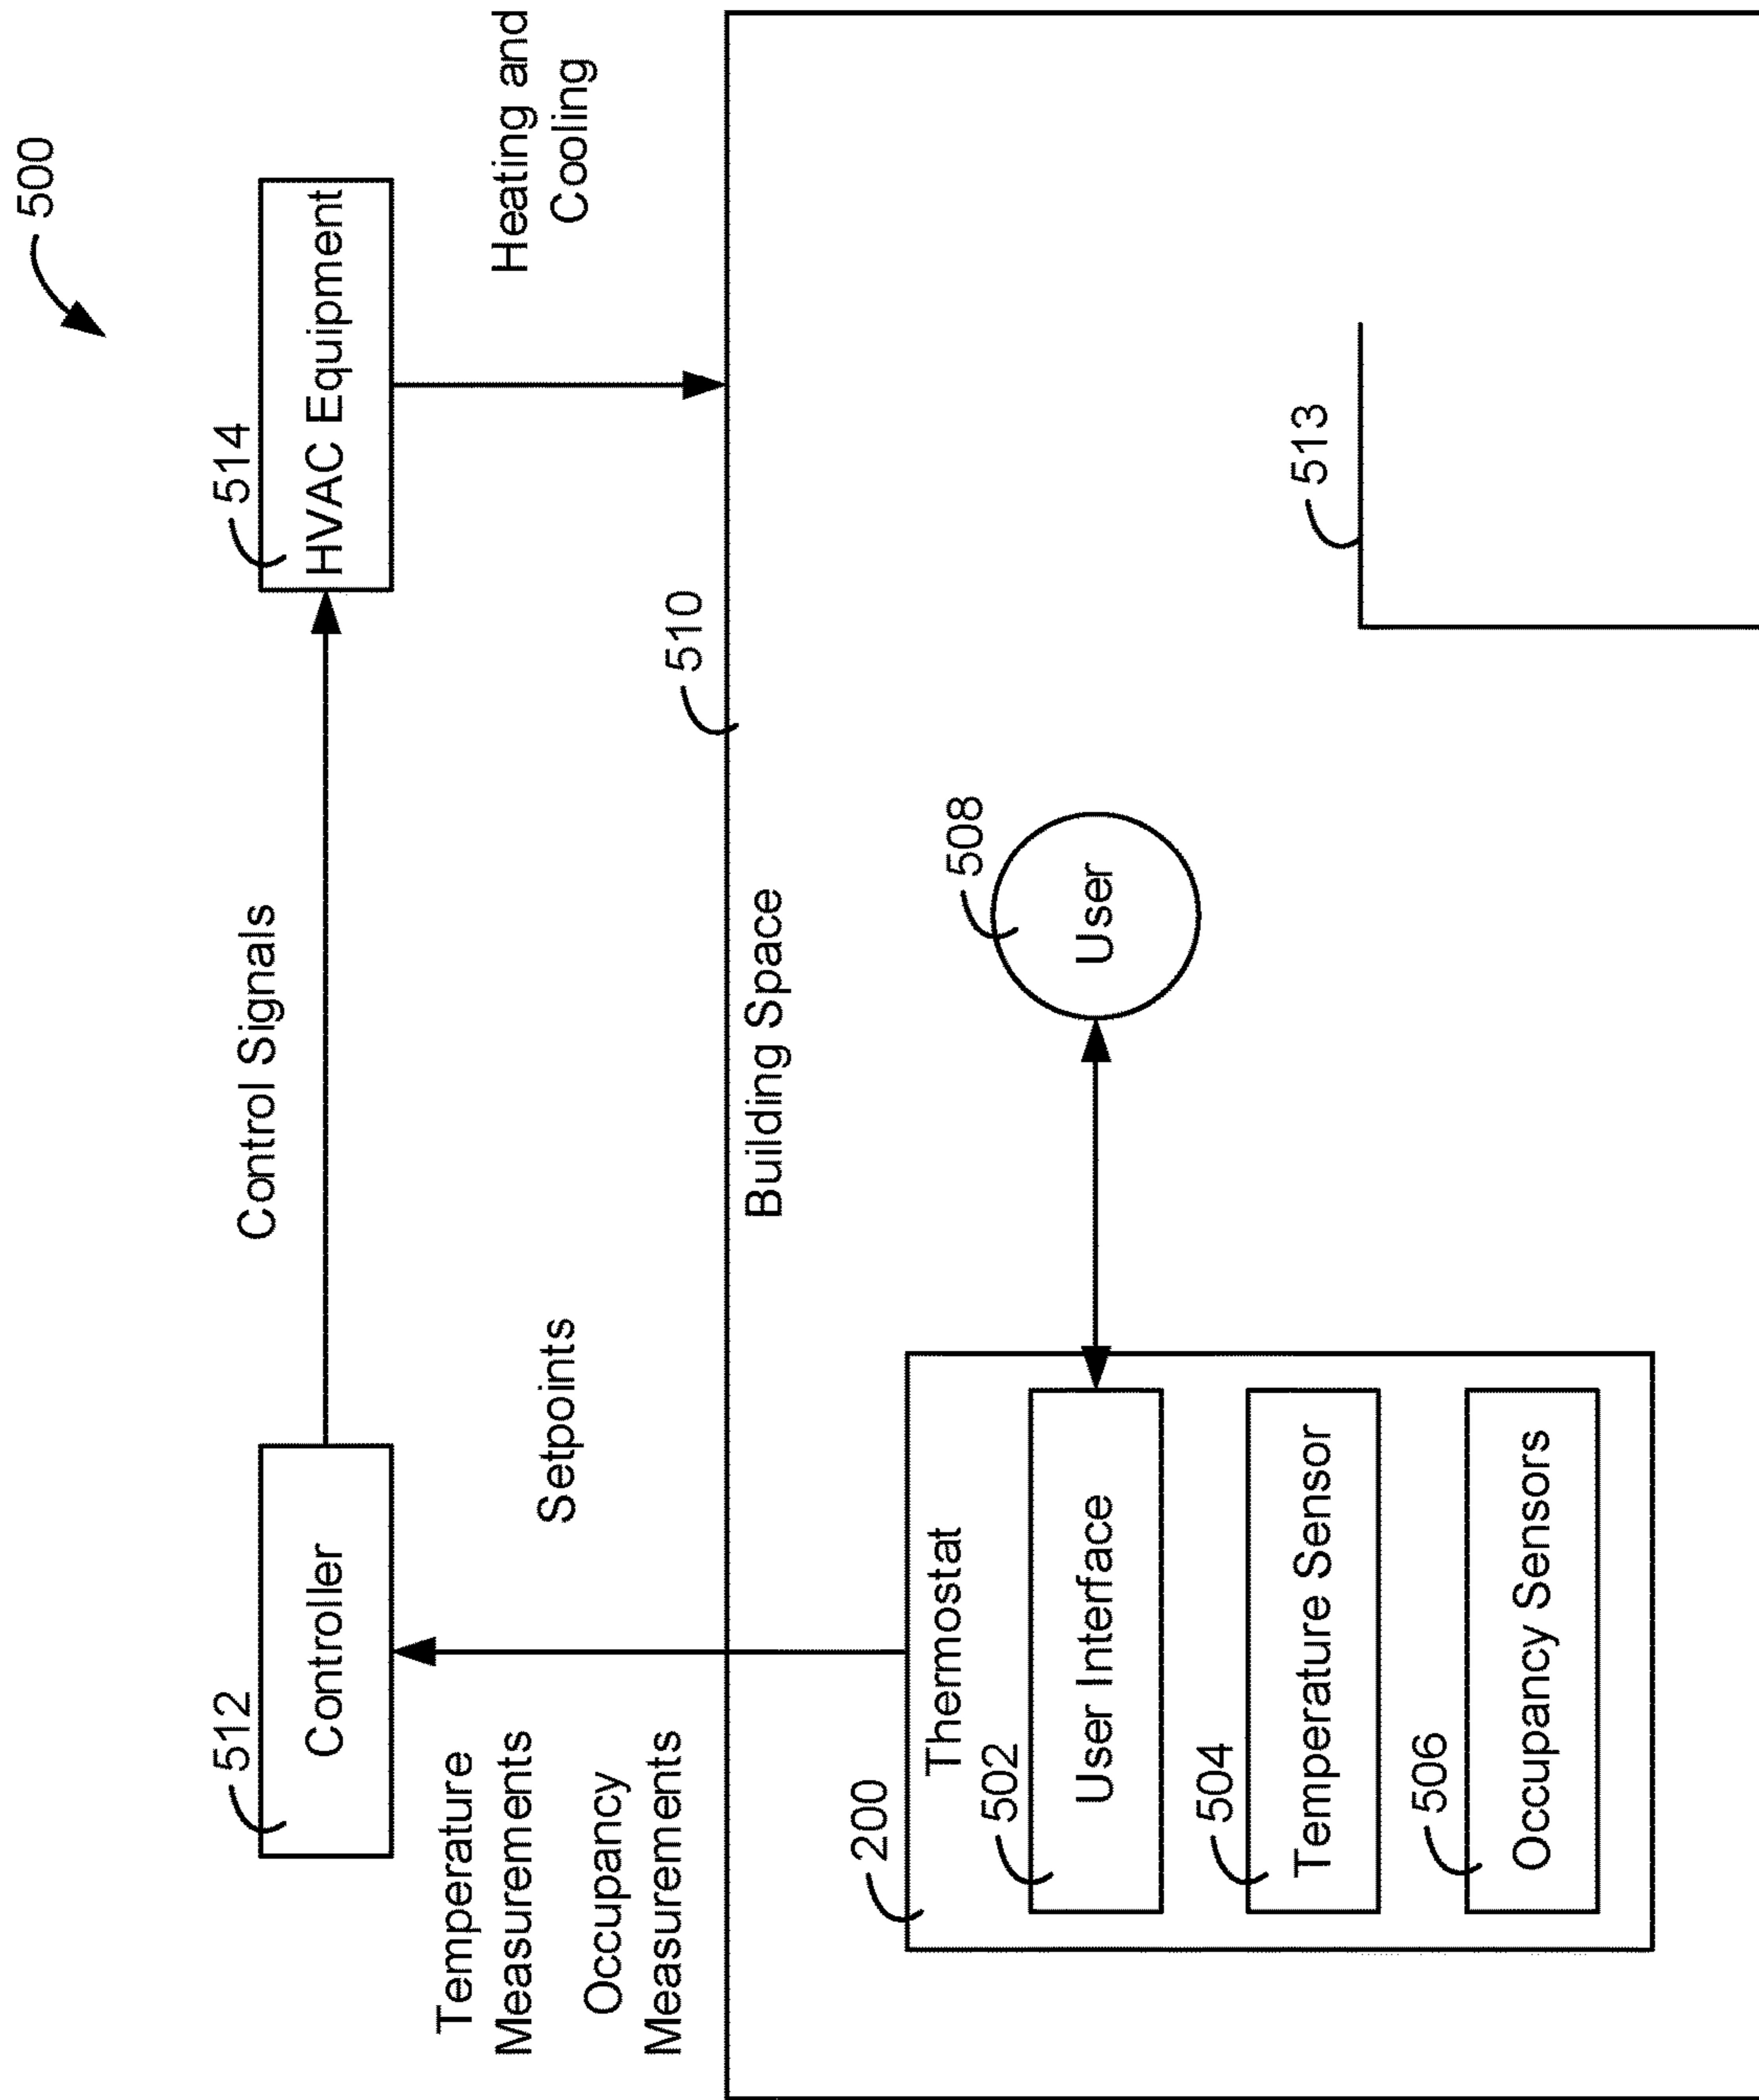 500
512
Controller
Control Signals
514
HVAC Equipment
Temperature
Measurements
Occupancy
Measurements
Setpoints
Heating and
Cooling
510
Building Space
200
Thermostat
502
User Interface
508
User
504
Temperature Sensor
506
Occupancy Sensors
513